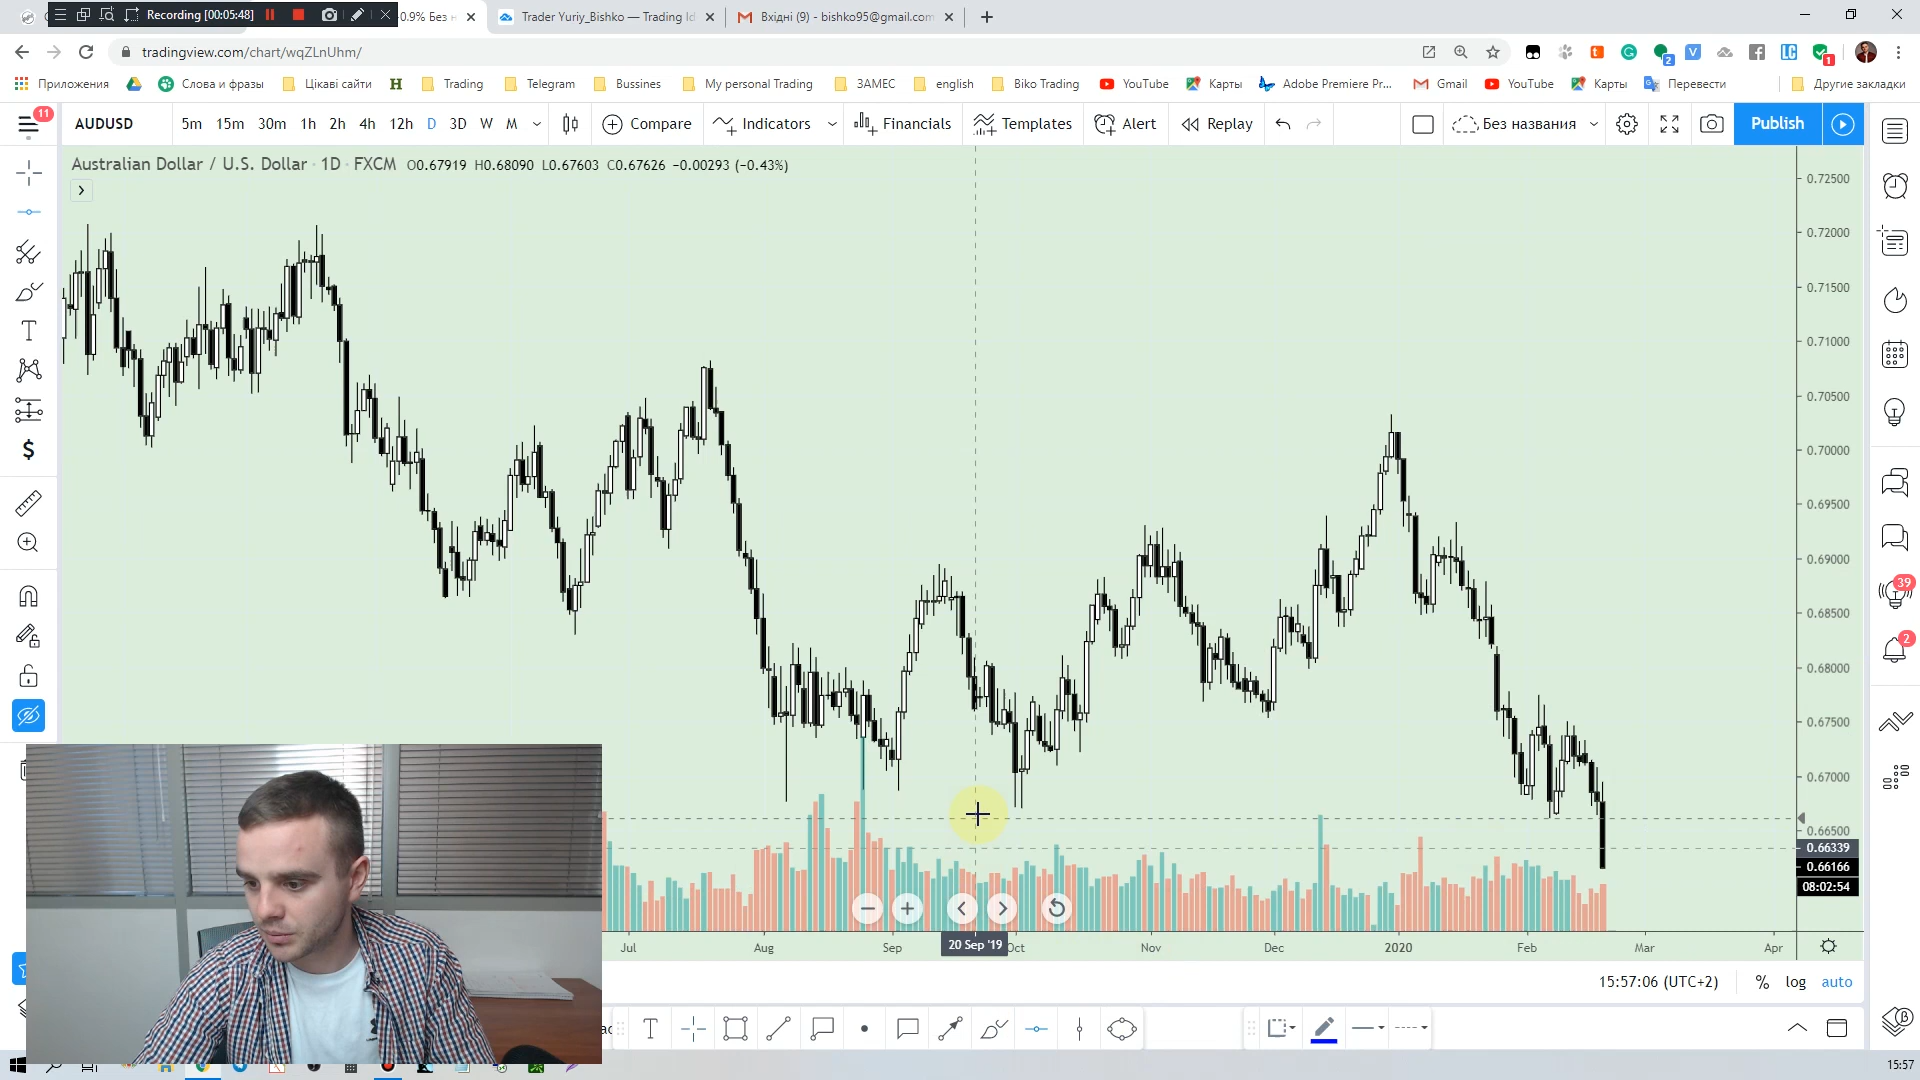 Recording [00:05:48]
-0.9% Без н
Trader Yuriy_Bishko — Trading Id
Вхідні (9) - bishko95@gmail.com
tradingview.com/chart/wqZLnUhm/
2
1
Приложения
Слова и фразы
Цікаві сайти
H
Trading
Telegram
Bussines
My personal Trading
ЗАМЕС
english
Biko Trading
YouTube
Карты
Adobe Premiere Pr...
Gmail
YouTube
Карты
Перевести
Другие закладки
11
AUDUSD
5m 15m 30m 1h 2h 4h 12h D 3D W M
Compare
Indicators
Financials
Templates
Alert
Replay
Без названия
Publish
Australian Dollar / U.S. Dollar · 1D · FXCM O0.67919 H0.68090 L0.67603 C0.67626 −0.00293 (−0.43%)
0.72500
0.72000
0.71500
0.71000
0.70500
0.70000
0.69500
0.69000
0.68500
0.68000
0.67500
0.67000
0.66500
0.66339
0.66166
08:02:54
39
2
Jul Aug Sep 20 Sep '19 Oct Nov Dec 2020 Feb Mar Apr
15:57:06 (UTC+2) % log auto
15:57